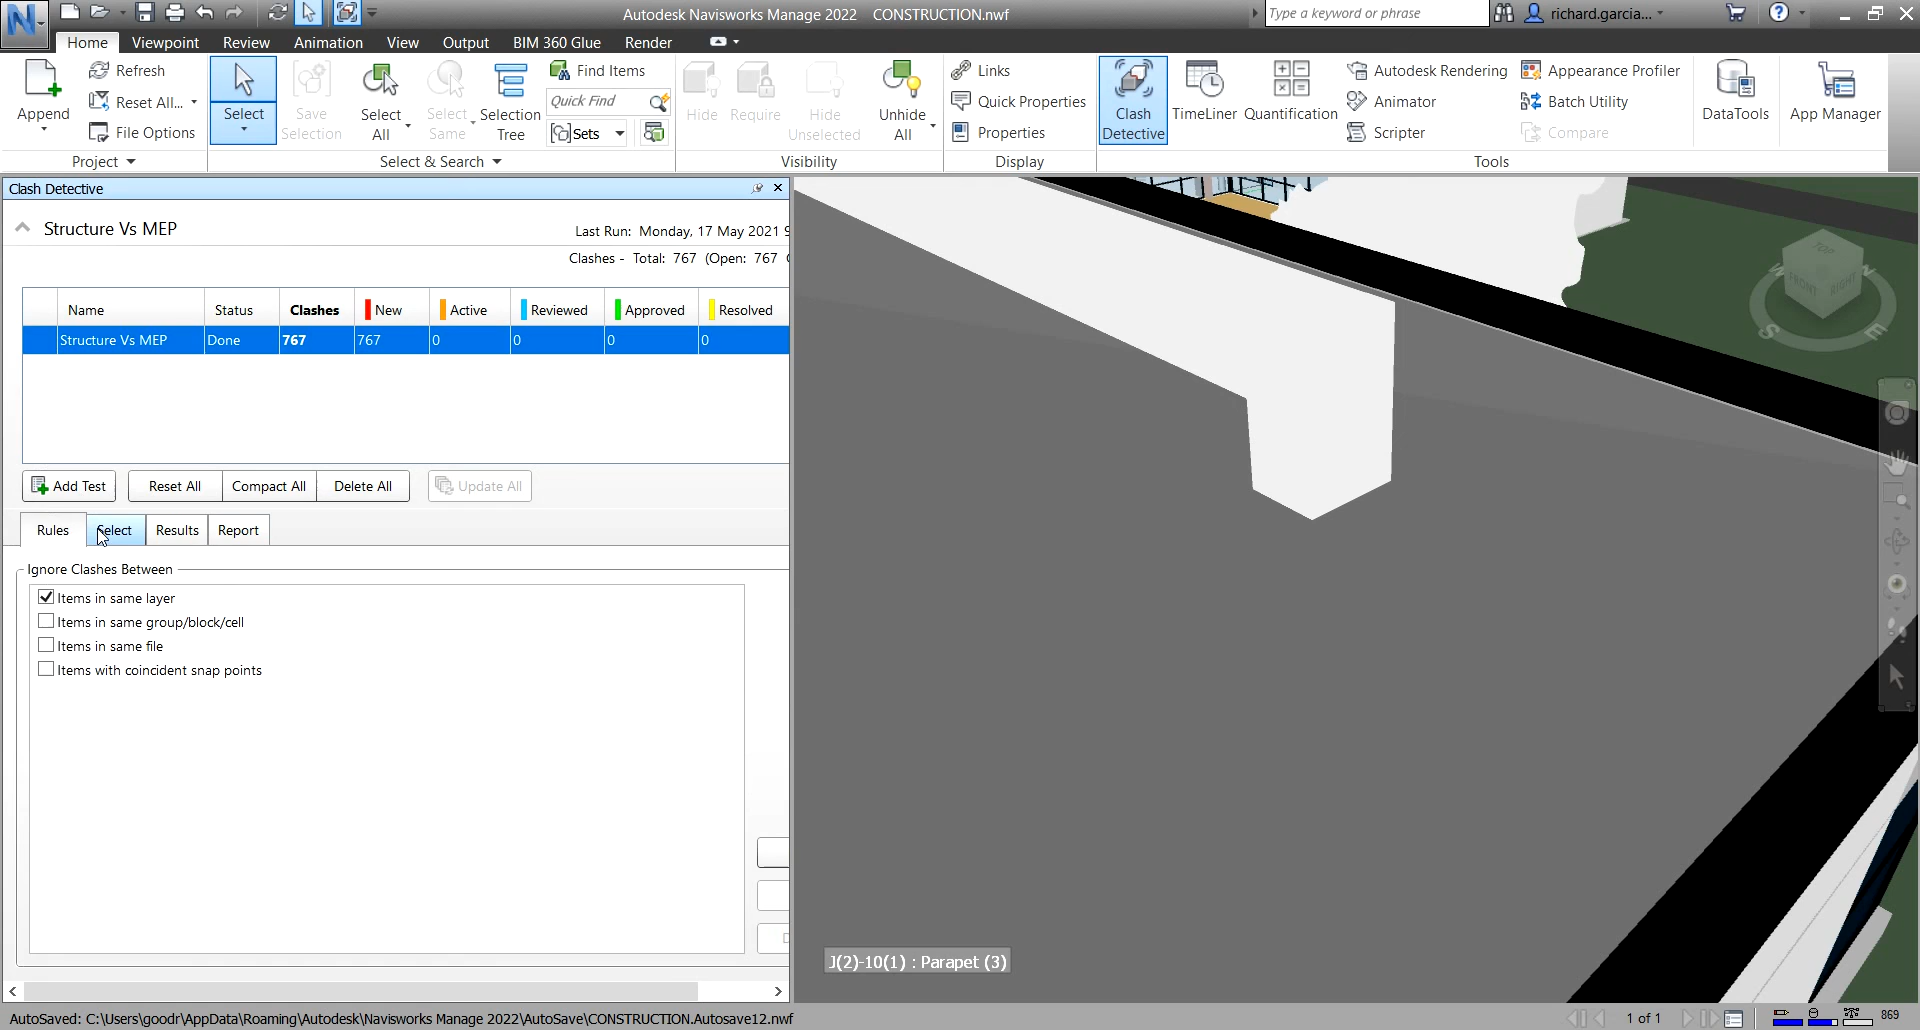 Autodesk Navisworks Manage 2022 CONSTRUCTION.nwf
Type a keyword or phrase
richard.garcia...
Home Viewpoint Review Animation View Output BIM 360 Glue Render
Append
Refresh
Reset All...
File Options
Project
Select
Save Selection
Select All
Select Same
Selection Tree
Find Items
Quick Find
Sets
Select & Search
Hide
Require
Hide Unselected
Unhide All
Visibility
Links
Quick Properties
Properties
Display
Clash Detective
TimeLiner
Quantification
Autodesk Rendering
Animator
Scripter
Appearance Profiler
Batch Utility
Compare
Tools
DataTools
App Manager
Clash Detective
Structure Vs MEP
Last Run: Monday, 17 May 2021
Clashes - Total: 767 (Open: 767
Name Status Clashes New Active Reviewed Approved Resolved
Structure Vs MEP Done 767 767 0 0 0 0
Add Test Reset All Compact All Delete All Update All
Rules Select Results Report
Ignore Clashes Between
Items in same layer
Items in same group/block/cell
Items in same file
Items with coincident snap points
TOP
FRONT
RIGHT
S
E
J(2)-10(1) : Parapet (3)
AutoSaved: C:\Users\goodr\AppData\Roaming\Autodesk\Navisworks Manage 2022\AutoSave\CONSTRUCTION.Autosave12.nwf
1 of 1
869